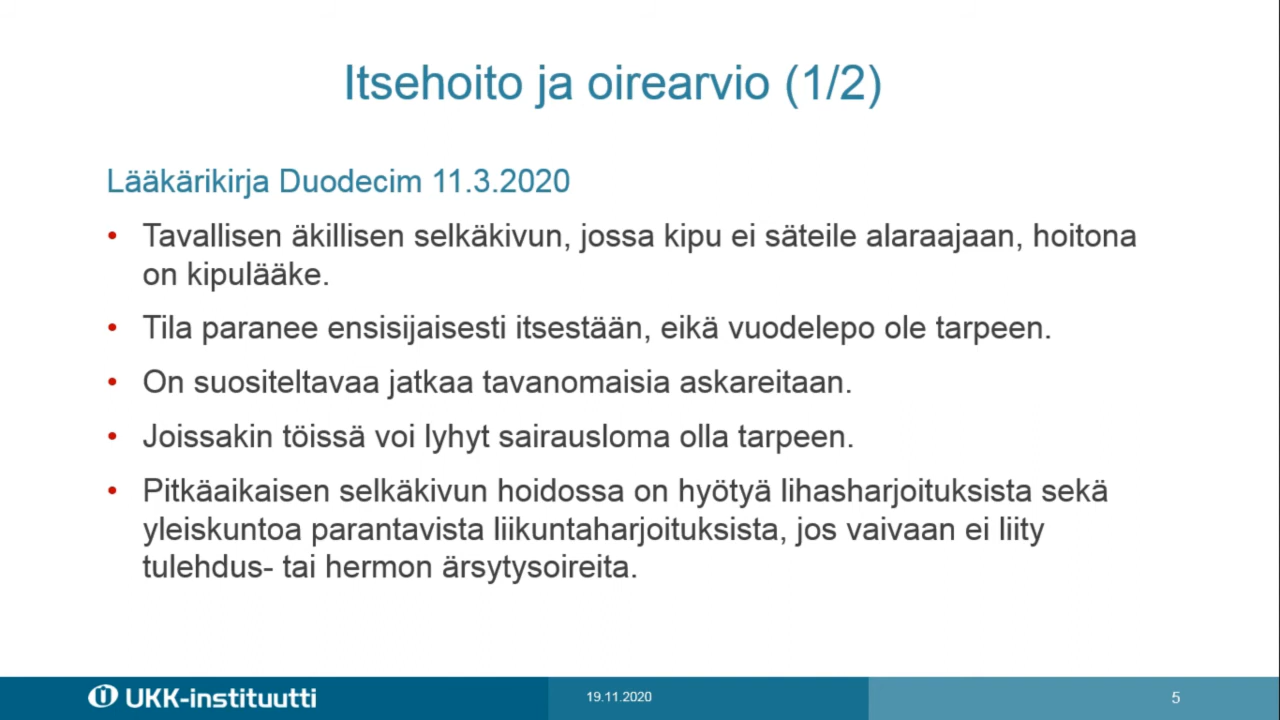 Itsehoito ja oirearvio (1/2)
Lääkärikirja Duodecim 11.3.2020
• Tavallisen äkillisen selkäkivun, jossa kipu ei säteile alaraajaan, hoitona
on kipulääke.
• Tila paranee ensisijaisesti itsestään, eikä vuodelepo ole tarpeen.
• On suositeltavaa jatkaa tavanomaisia askareitaan.
• Joissakin töissä voi lyhyt sairausloma olla tarpeen.
• Pitkäaikaisen selkäkivun hoidossa on hyötyä lihasharjoituksista sekä
yleiskuntoa parantavista liikuntaharjoituksista, jos vaivaan ei liity
tulehdus- tai hermon ärsytysoireita.
UKK-instituutti
19.11.2020
5